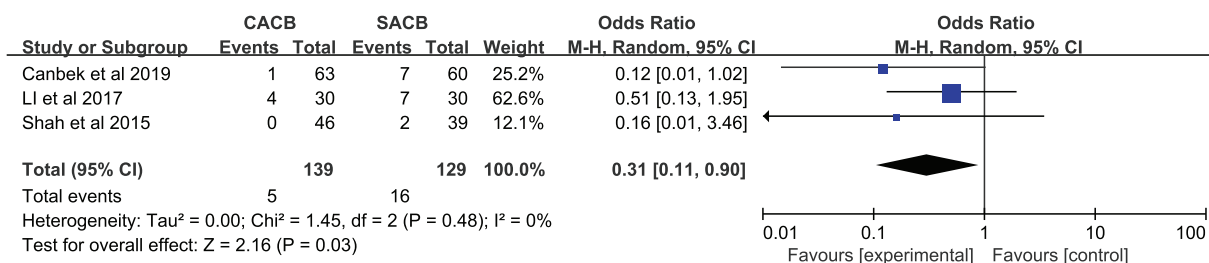 CACB SACB Odds Ratio Odds Ratio
Study or Subgroup Events Total Events Total Weight M-H, Random, 95% CI M-H, Random, 95% CI
Canbek et al 2019 1 63 7 60 25.2% 0.12 [0.01, 1.02]
LI et al 2017 4 30 7 30 62.6% 0.51 [0.13, 1.95]
Shah et al 2015 0 46 2 39 12.1% 0.16 [0.01, 3.46]
Total (95% CI) 139 129 100.0% 0.31 [0.11, 0.90]
Total events 5 16
Heterogeneity: Tau² = 0.00; Chi² = 1.45, df = 2 (P = 0.48); I² = 0%
Test for overall effect: Z = 2.16 (P = 0.03)
0.01 0.1 1 10 100
Favours [experimental] Favours [control]